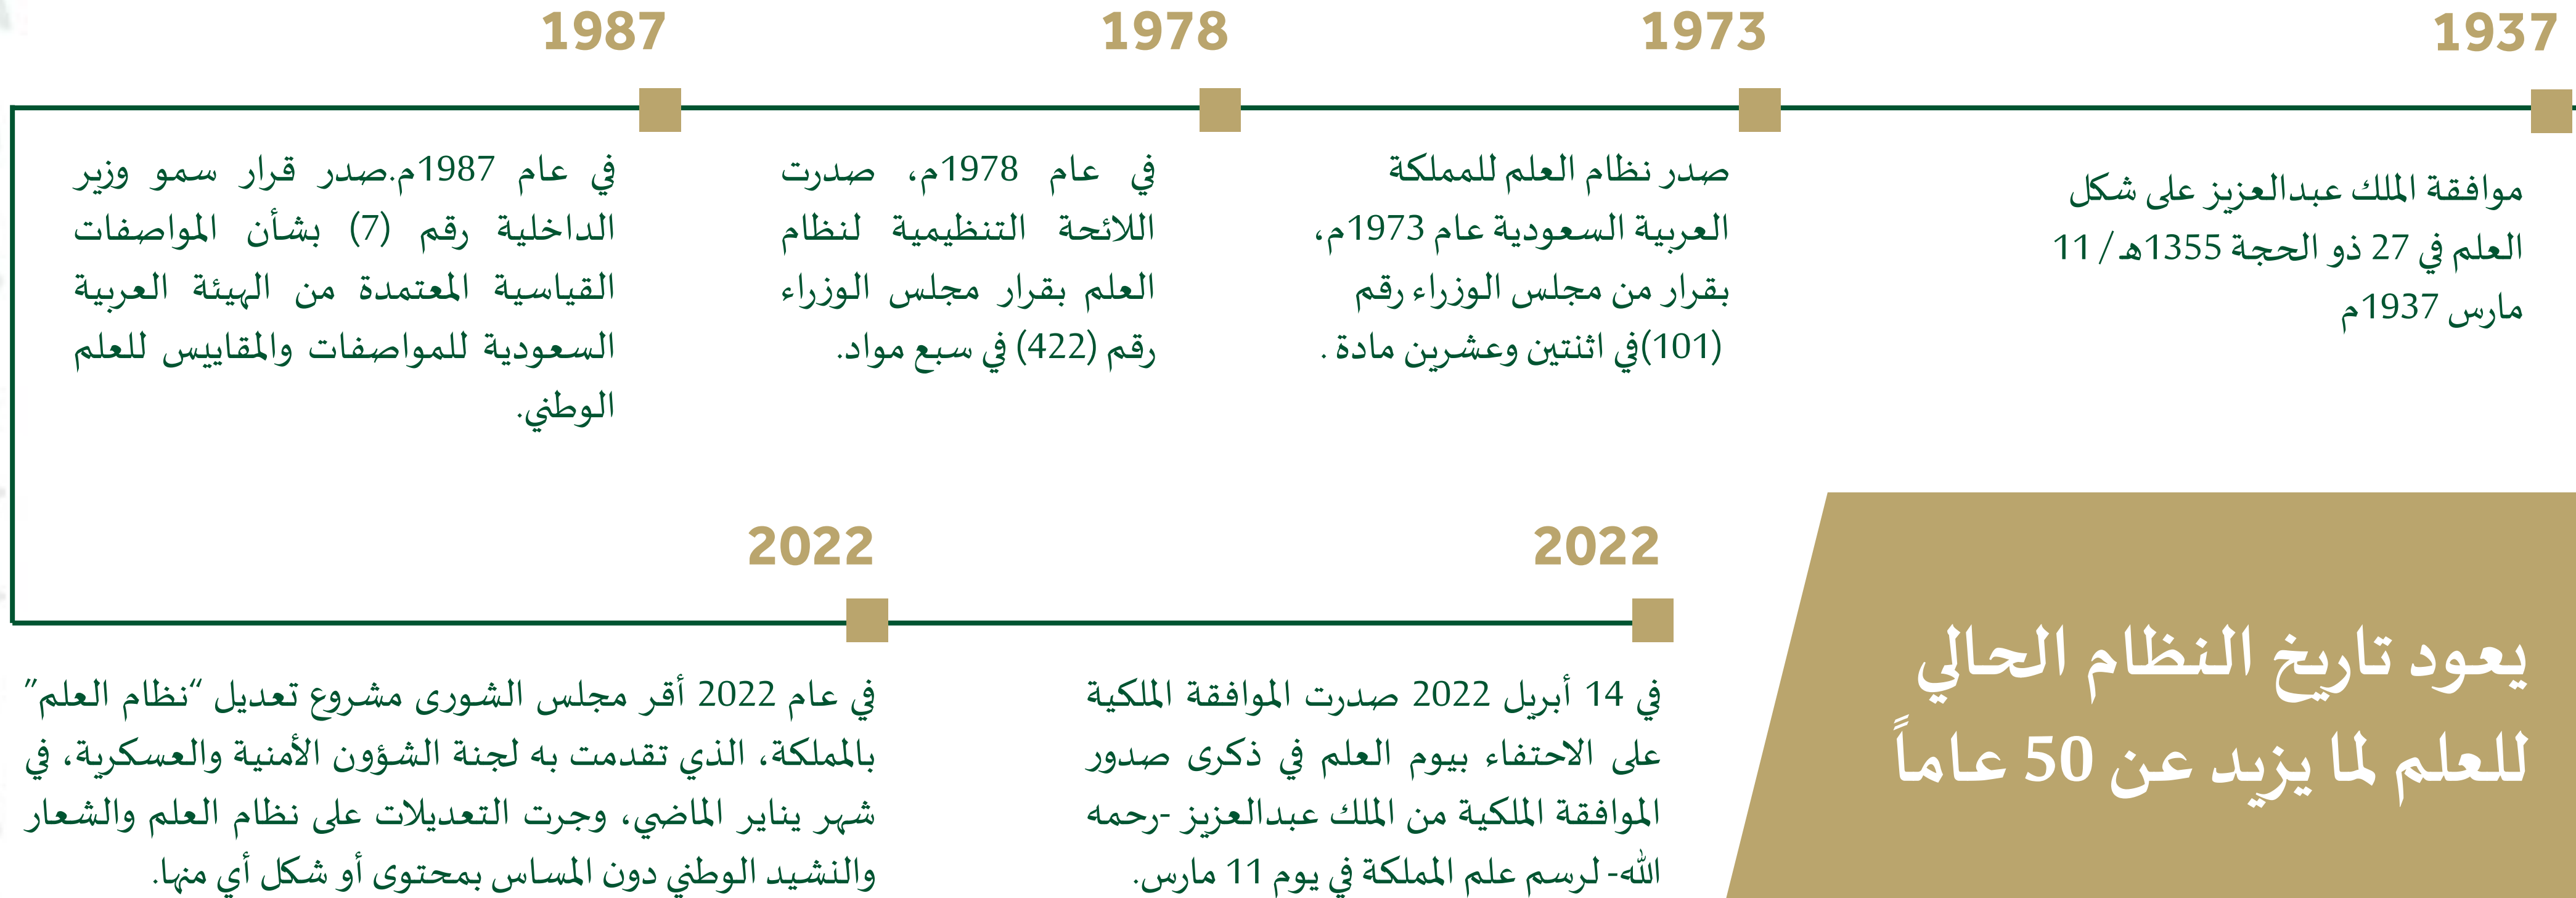 1937
موافقة الملك عبدالعزيز على شكل
العلم في 27 ذو الحجة 1355هـ/ 11
مارس 1937م
1973
صدر نظام العلم للمملكة
العربية السعودية عام 1973م،
بقرار من مجلس الوزراء رقم
(101)في اثنتين وعشرين مادة .
1978
في عام 1978م، صدرت
اللائحة التنظيمية لنظام
العلم بقرار مجلس الوزراء
رقم (422) في سبع مواد.
1987
في عام 1987م.صدر قرار سمو وزير
الداخلية رقم (7) بشأن المواصفات
القياسية المعتمدة من الهيئة العربية
السعودية للمواصفات والمقاييس للعلم
الوطني.
2022
في عام 2022 أقر مجلس الشورى مشروع تعديل “نظام العلم”
بالمملكة، الذي تقدمت به لجنة الشؤون الأمنية والعسكرية، في
شهر يناير الماضي، وجرت التعديلات على نظام العلم والشعار
والنشيد الوطني دون المساس بمحتوى أو شكل أي منها.
2022
في 14 أبريل 2022 صدرت الموافقة الملكية
على الاحتفاء بيوم العلم في ذكرى صدور
الموافقة الملكية من الملك عبدالعزيز -رحمه
الله- لرسم علم المملكة في يوم 11 مارس.
يعود تاريخ النظام الحالي
للعلم لما يزيد عن 50 عاماً